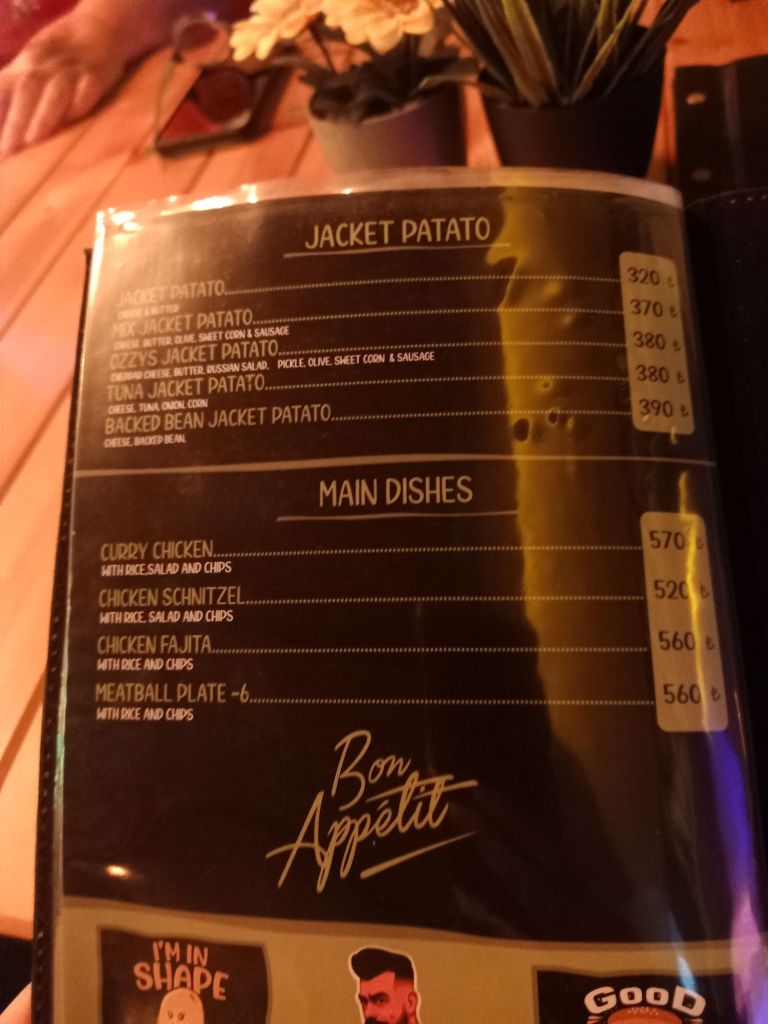 JACKET PATATO
JACKET PATATO........ 320 ₺
CHEESE & BUTTER
MIX JACKET PATATO........ 370 ₺
CHEESE, BUTTER, OLIVE, SWEET CORN & SAUSAGE
OZZYS JACKET PATATO........ 380 ₺
CHEDDAR CHEESE, BUTTER, RUSSIAN SALAD, PICKLE, OLIVE, SWEET CORN & SAUSAGE
TUNA JACKET PATATO........ 380 ₺
CHEESE, TUNA, ONION, CORN
BACKED BEAN JACKET PATATO........ 390 ₺
CHEESE, BACKED BEAN,
MAIN DISHES
CURRY CHICKEN........ 570 ₺
WITH RICE,SALAD AND CHIPS
CHICKEN SCHNITZEL........ 520 ₺
WITH RICE, SALAD AND CHIPS
CHICKEN FAJITA........ 560 ₺
WITH RICE AND CHIPS
MEATBALL PLATE -6........ 560 ₺
WITH RICE AND CHIPS
Bon
Appétit
I'M IN
SHAPE
GOOD